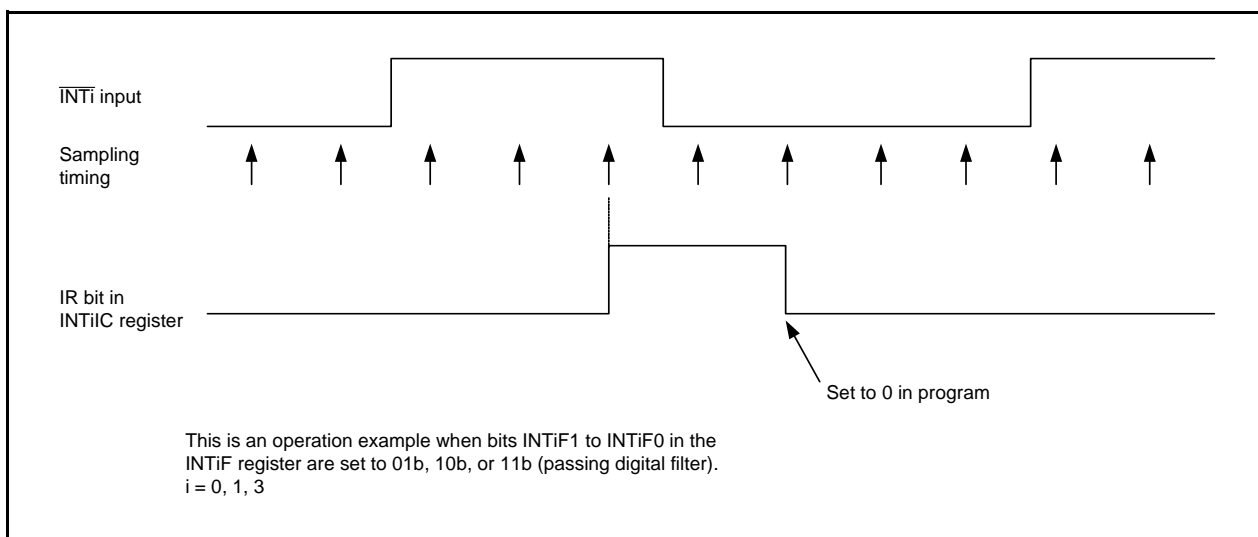 INTi input
Sampling
timing
IR bit in
INTiIC register
Set to 0 in program
This is an operation example when bits INTiF1 to INTiF0 in the
INTiF register are set to 01b, 10b, or 11b (passing digital filter).
i = 0, 1, 3